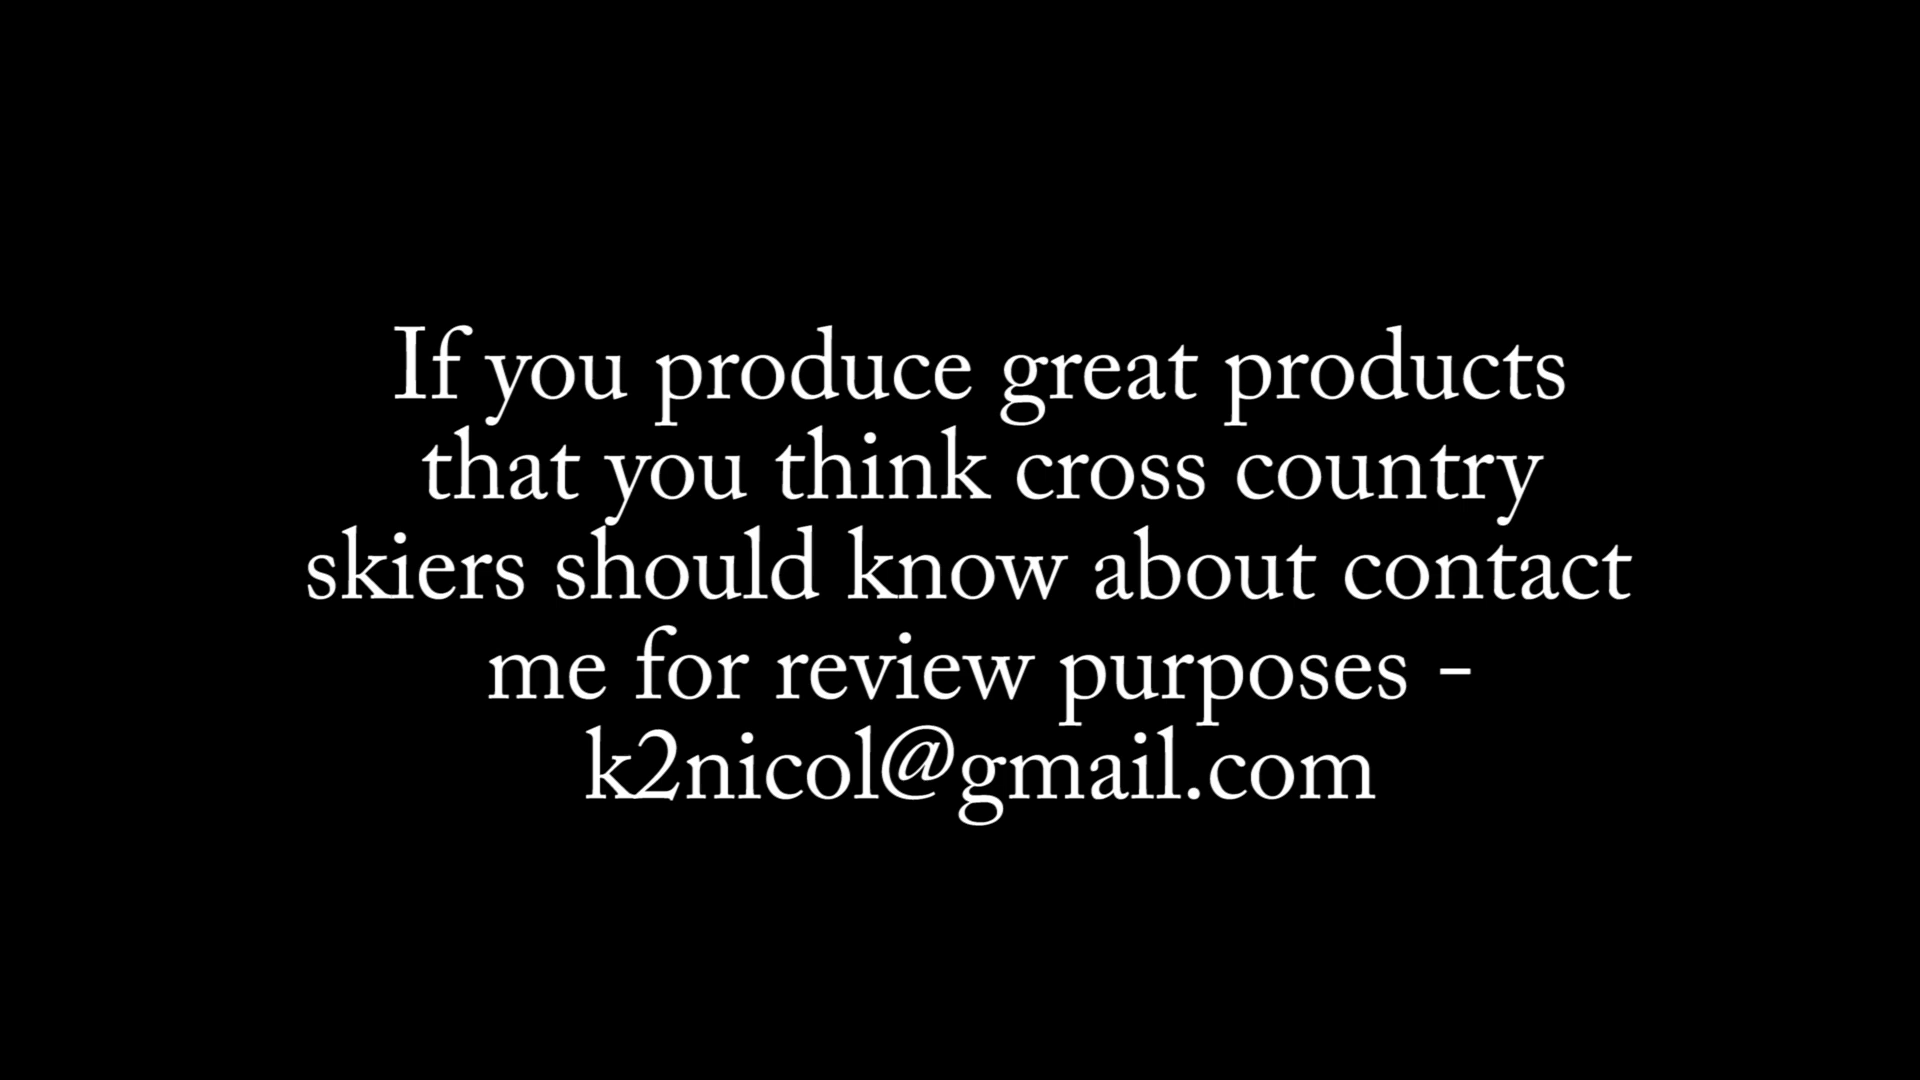 If you produce great products
that you think cross country
skiers should know about contact
me for review purposes -
k2nicol@gmail.com